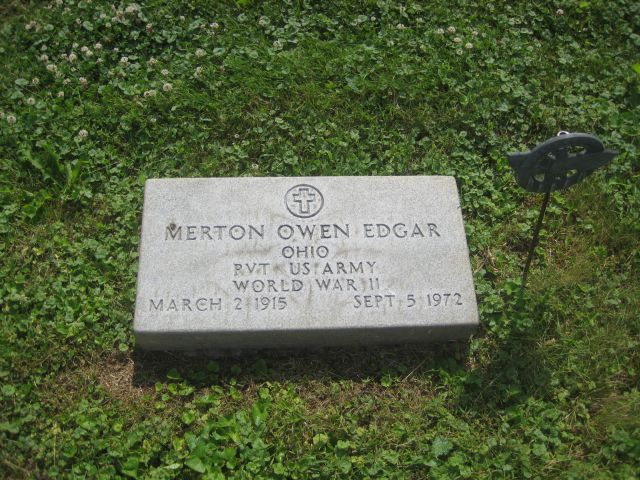 MERTON OWEN EDGAR
OHIO
PVT US ARMY
WORLD WAR II
MARCH 2 1915 SEPT 5 1972